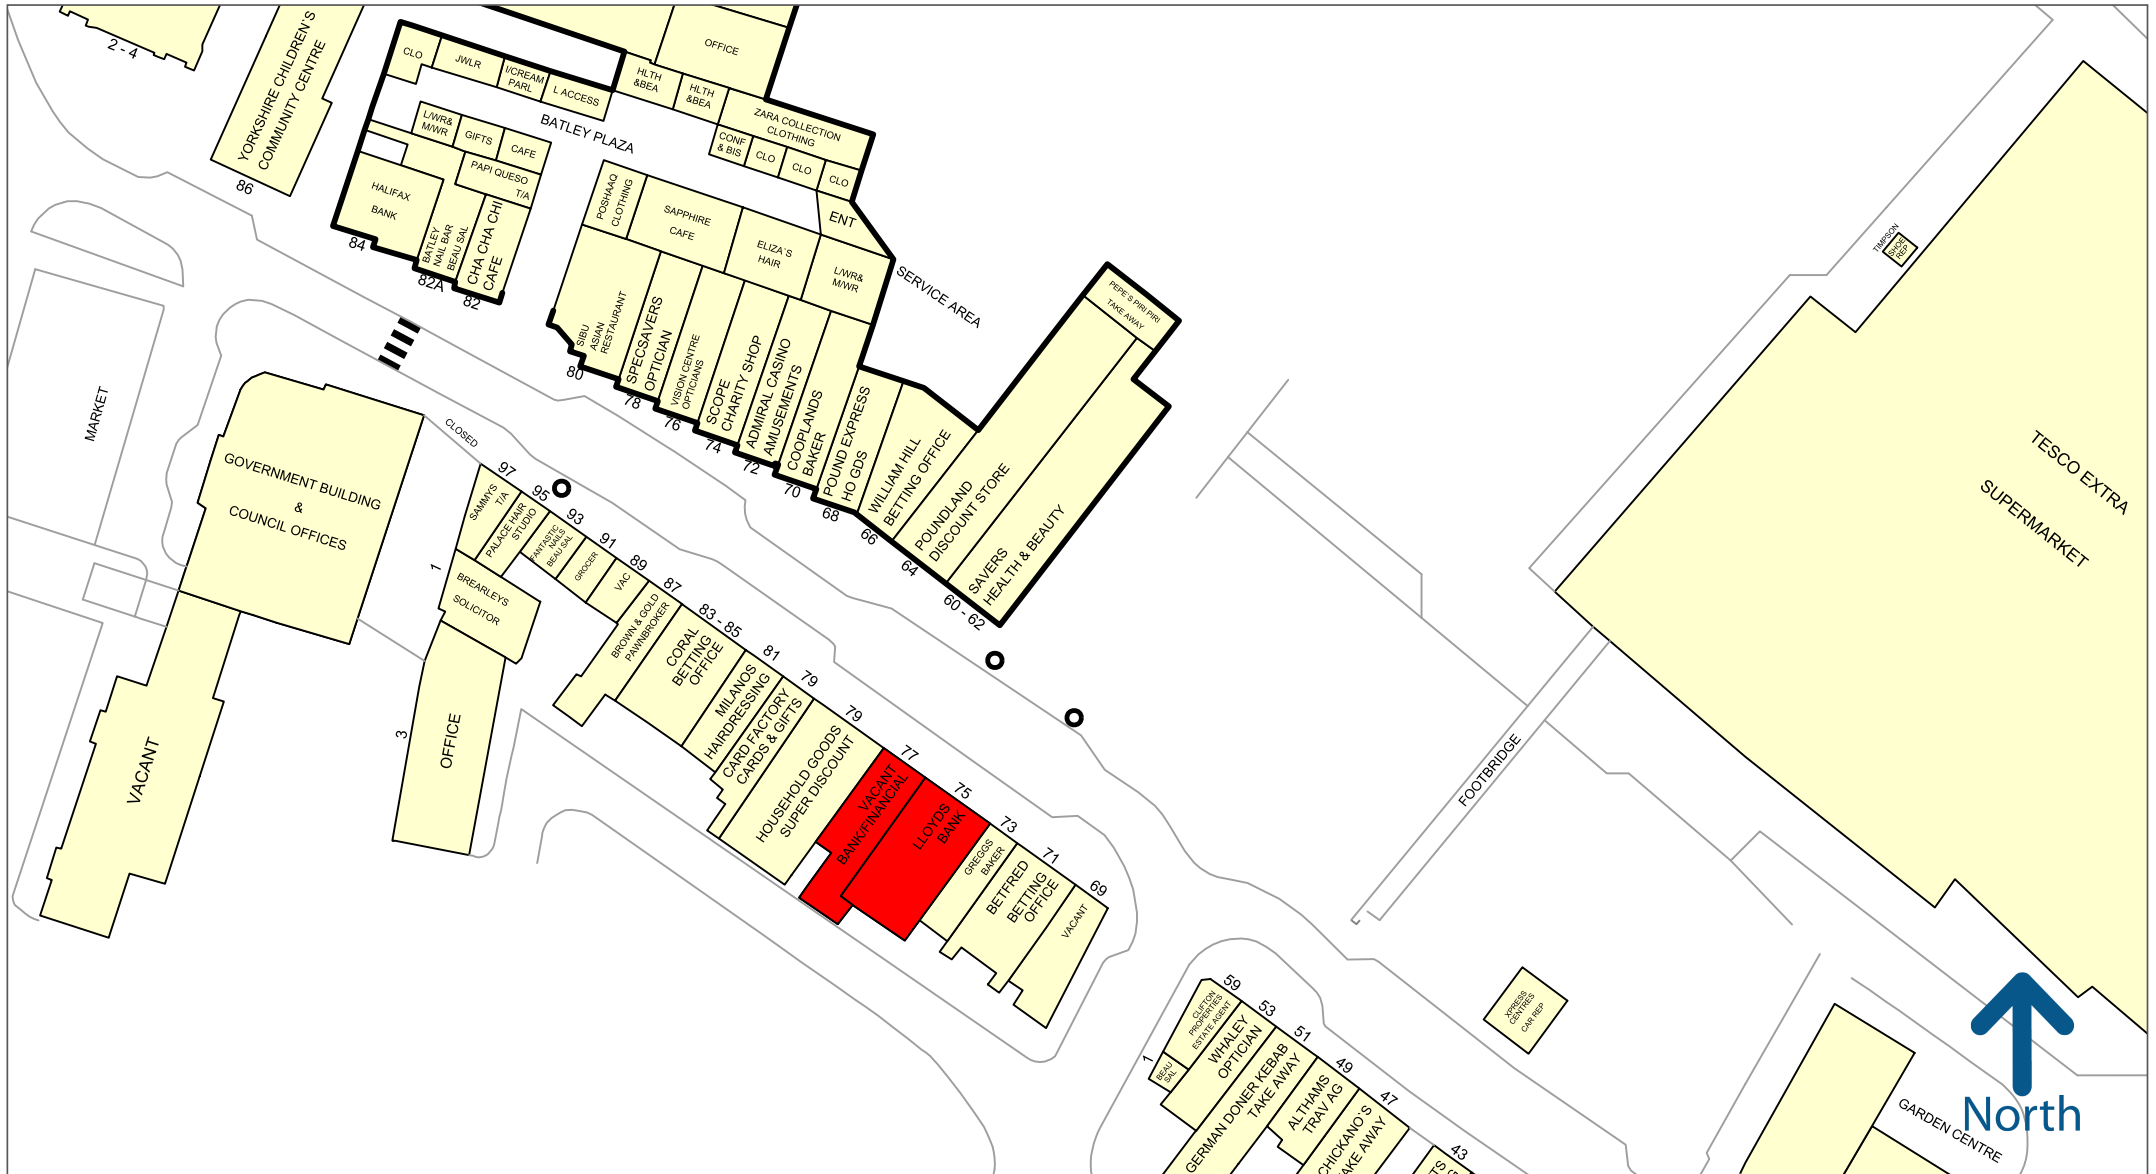 2 - 4
YORKSHIRE CHILDREN`S
COMMUNITY CENTRE
86
CLO
JWLR
I/CREAM
PARL
L ACCESS
HLTH
&BEA
HLTH
&BEA
OFFICE
ZARA COLLECTION
CLOTHING
CONF
& BIS
CLO
CLO
CLO
ENT
BATLEY PLAZA
L/WR&
M/WR
GIFTS
CAFE
PAPI QUESO
T/A
HALIFAX
BANK
84
BATLEY
NAIL BAR
BEAU SAL
82A
CHA CHA CHI
CAFE
82
POSHAAQ
CLOTHING
SAPPHIRE
CAFE
ELIZA`S
HAIR
L/WR&
M/WR
SERVICE AREA
SIBU
ASIAN
RESTAURANT
80
SPECSAVERS
OPTICIAN
78
VISION CENTRE
OPTICIANS
76
SCOPE
CHARITY SHOP
74
ADMIRAL CASINO
AMUSEMENTS
72
COOPLANDS
BAKER
70
POUND EXPRESS
HO GDS
68
WILLIAM HILL
BETTING OFFICE
66
POUNDLAND
DISCOUNT STORE
64
SAVERS
HEALTH & BEAUTY
60 - 62
PEPE`S PIRI PIRI
TAKE AWAY
TIMPSON
SHOE
REP
TESCO EXTRA
SUPERMARKET
FOOTBRIDGE
MARKET
GOVERNMENT BUILDING
&
COUNCIL OFFICES
CLOSED
VACANT
97
SAMMYS
T/A
95
PALACE HAIR
STUDIO
93
FANTASTIC
NAILS
BEAU SAL
91
GROCER
89
VAC
87
BROWN & GOLD
PAWNBROKER
1
BREARLEYS
SOLICITOR
3
OFFICE
83 - 85
CORAL
BETTING
OFFICE
81
MILANOS
HAIRDRESSING
79
CARD FACTORY
CARDS & GIFTS
79
HOUSEHOLD GOODS
SUPER DISCOUNT
77
VACANT
BANK/FINANCIAL
75
LLOYDS
BANK
73
GREGGS
BAKER
71
BETFRED
BETTING
OFFICE
69
VACANT
59
CLIFTON
PROPERTIES
ESTATE AGENT
1
BEAU
SAL
53
WHALEY
OPTICIAN
51
GERMAN DONER KEBAB
TAKE AWAY
49
ALTHAMS
TRAV AG
47
CHICKANO`S
AKE AWAY
43
XPRESS
CENTRES
CAR REP
GARDEN CENTRE
North